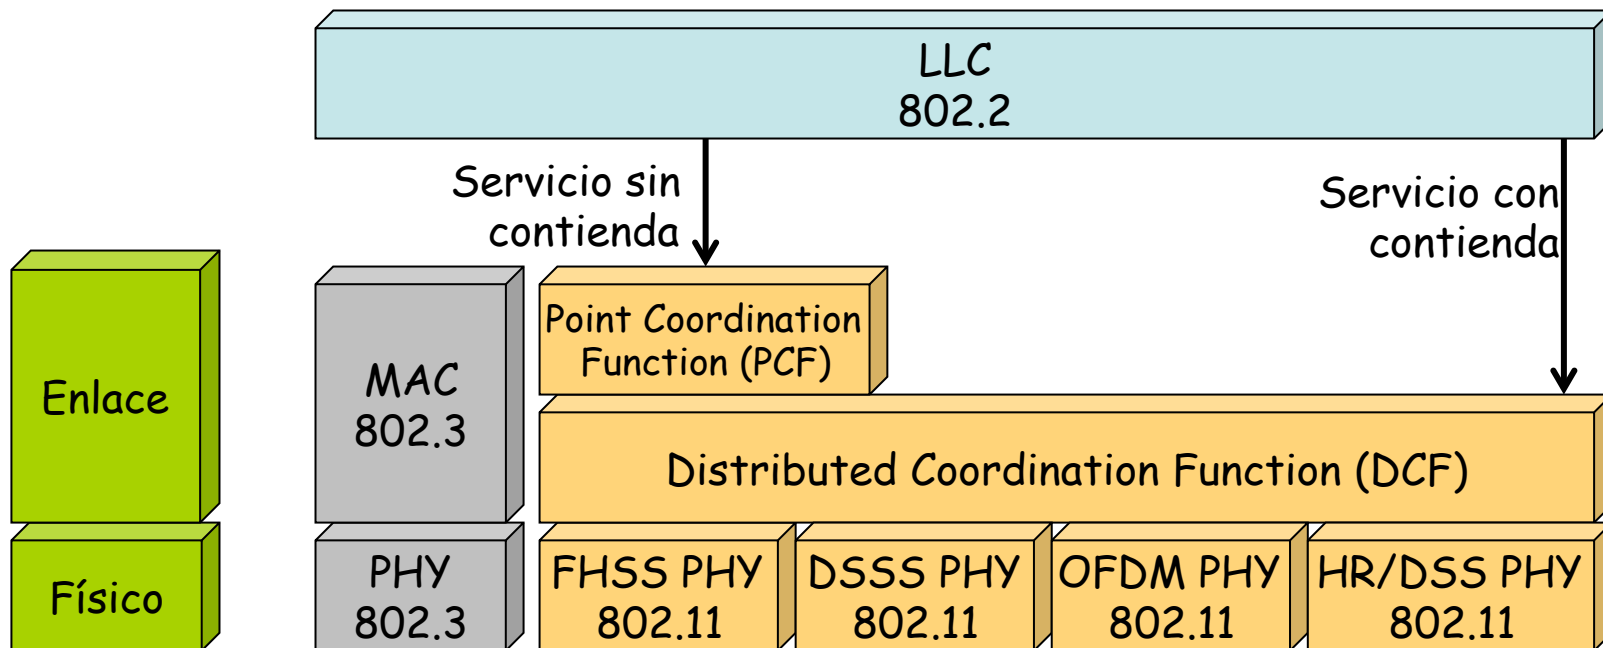 LLC
802.2
Servicio sin
contienda
Servicio con
contienda
Enlace
MAC
802.3
Point Coordination
Function (PCF)
Distributed Coordination Function (DCF)
Físico
PHY
802.3
FHSS PHY
802.11
DSSS PHY
802.11
OFDM PHY
802.11
HR/DSS PHY
802.11